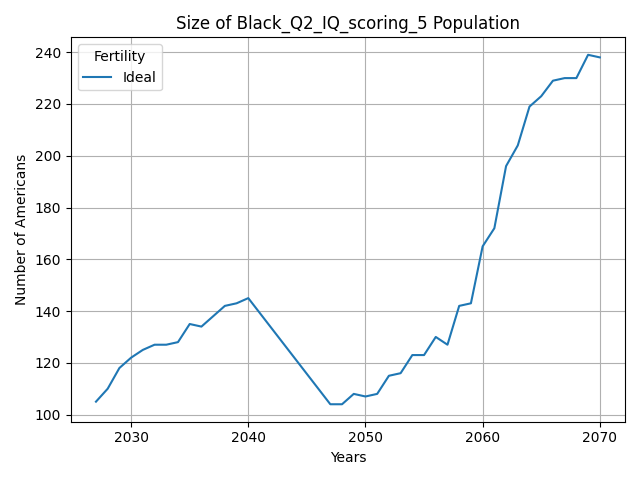 Size of Black_Q2_IQ_scoring_5 Population
Fertility
Ideal
Number of Americans
240
220
200
180
160
140
120
100
2030 2040 2050 2060 2070
Years